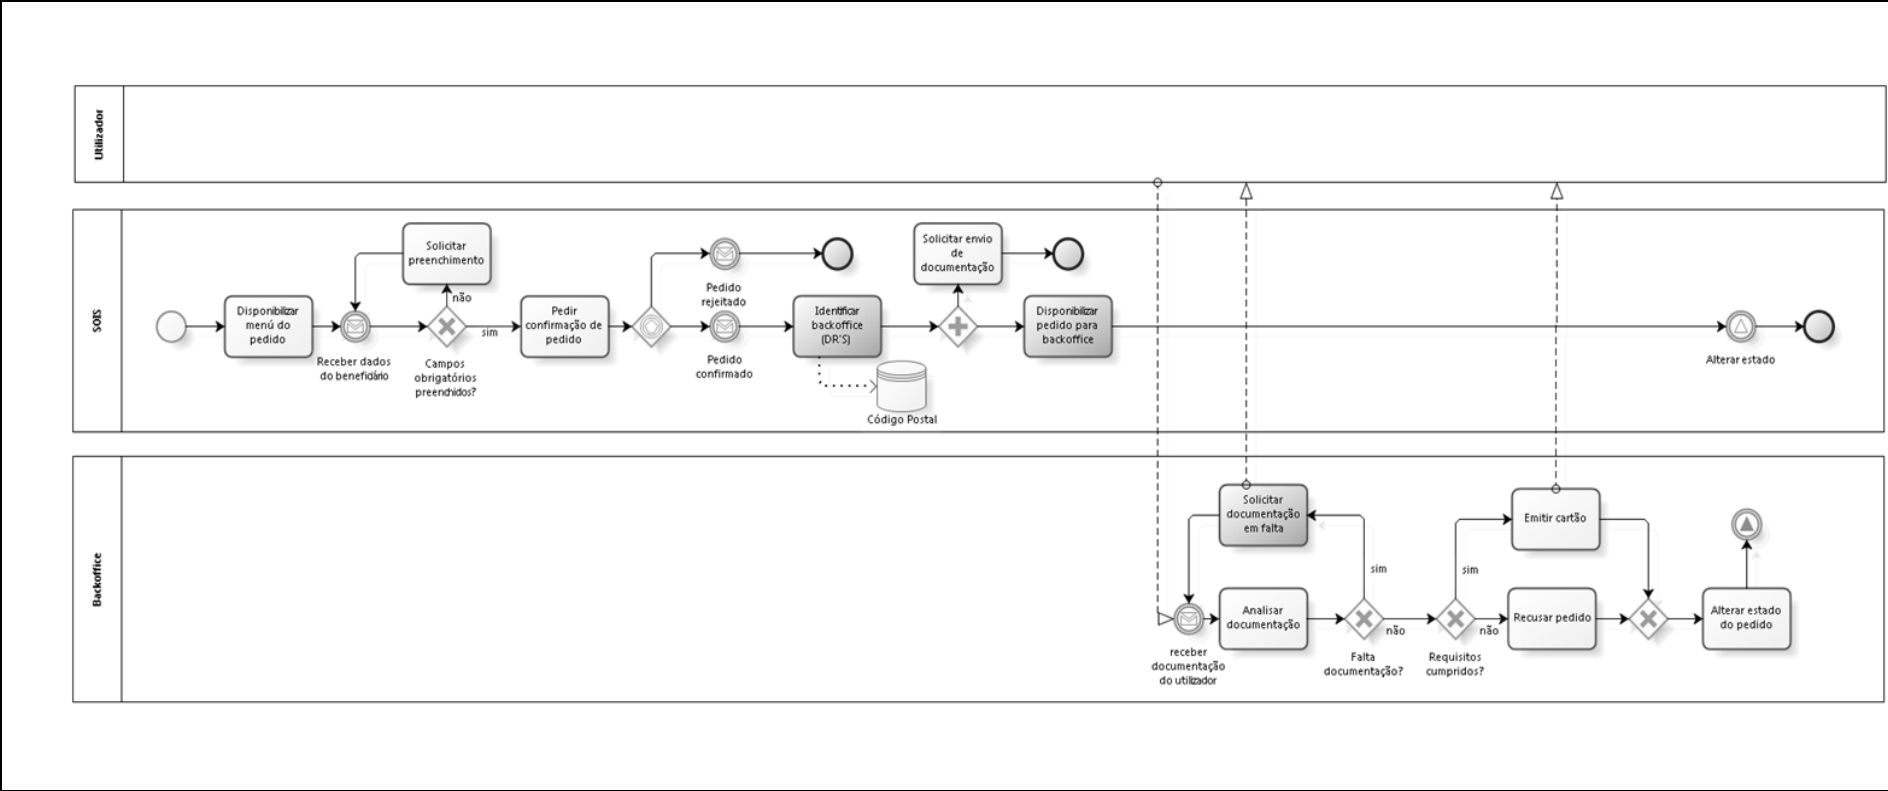 Utilizador
SOIS
Solicitar
preenchimento
não
Disponibilizar
menú do
pedido
Receber dados
do beneficiário
sim
Campos
obrigatórios
preenchidos?
Pedir
confirmação de
pedido
Pedido
rejeitado
Pedido
confirmado
Identificar
backoffice
(DR'S)
Código Postal
Solicitar envio
de
documentação
Disponibilizar
pedido para
backoffice
Alterar estado
Backoffice
Solicitar
documentação
em falta
receber
documentação
do utilizador
Analisar
documentação
sim
não
Falta
documentação?
sim
não
Requisitos
cumpridos?
Emitir cartão
Recusar pedido
Alterar estado
do pedido